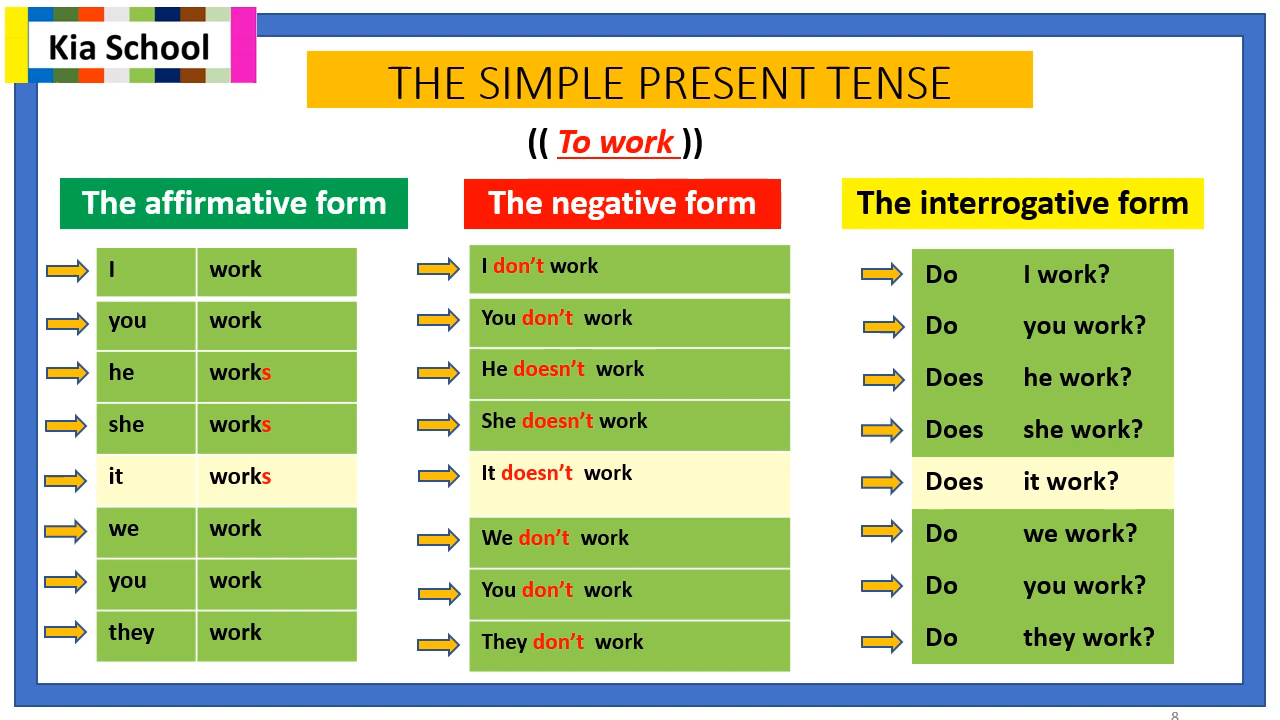 Kia School
THE SIMPLE PRESENT TENSE
(( To work ))
The affirmative form
I work
you work
he works
she works
it works
we work
you work
they work
The negative form
I don’t work
You don’t work
He doesn’t work
She doesn’t work
It doesn’t work
We don’t work
You don’t work
They don’t work
The interrogative form
Do I work?
Do you work?
Does he work?
Does she work?
Does it work?
Do we work?
Do you work?
Do they work?
8